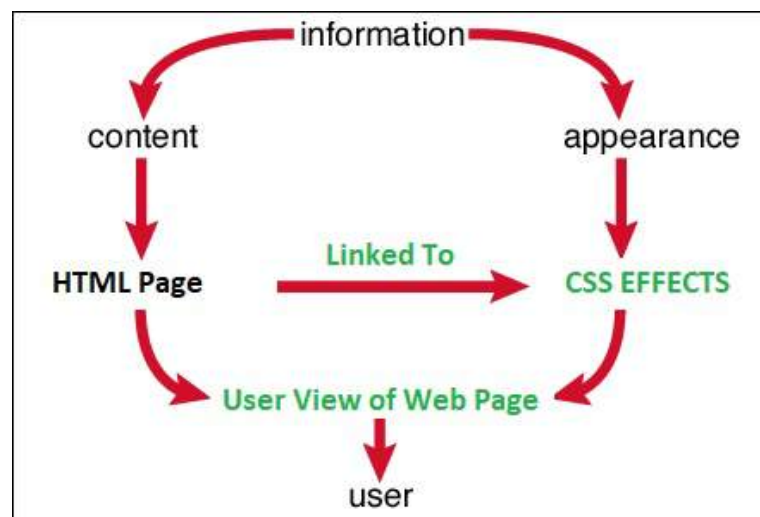 information
content
appearance
Linked To
HTML Page
CSS EFFECTS
User View of Web Page
user